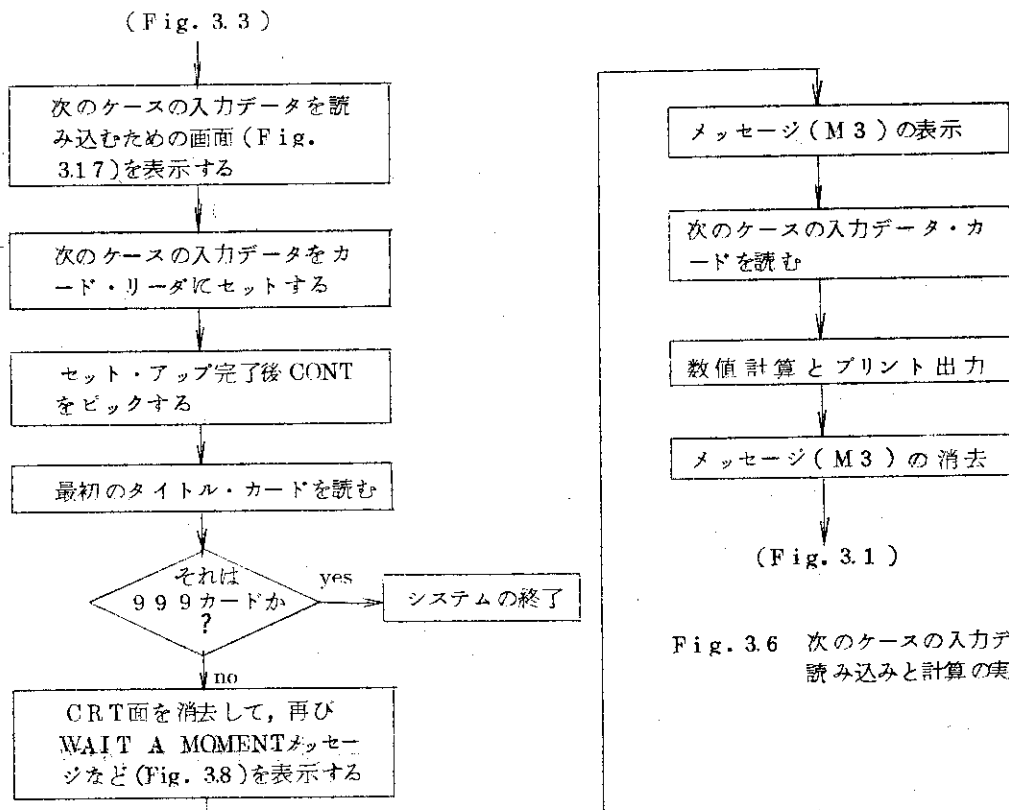 (Fig. 3.3)
次のケースの入力データを読
み込むための画面(Fig.
3.17)を表示する
次のケースの入力データをカ
ード・リーダにセットする
セット・アップ完了後CONT
をピックする
最初のタイトル・カードを読む
それは
999カードか
?
yes
システムの終了
no
CRT面を消去して,再び
WAIT A MOMENTメッセー
ジなど(Fig. 3.8)を表示する
メッセージ(M3)の表示
次のケースの入力データ・カ
ードを読む
数値計算とプリント出力
メッセージ(M3)の消去
(Fig. 3.1)
Fig. 3.6 次のケースの入力デ
読み込みと計算の実